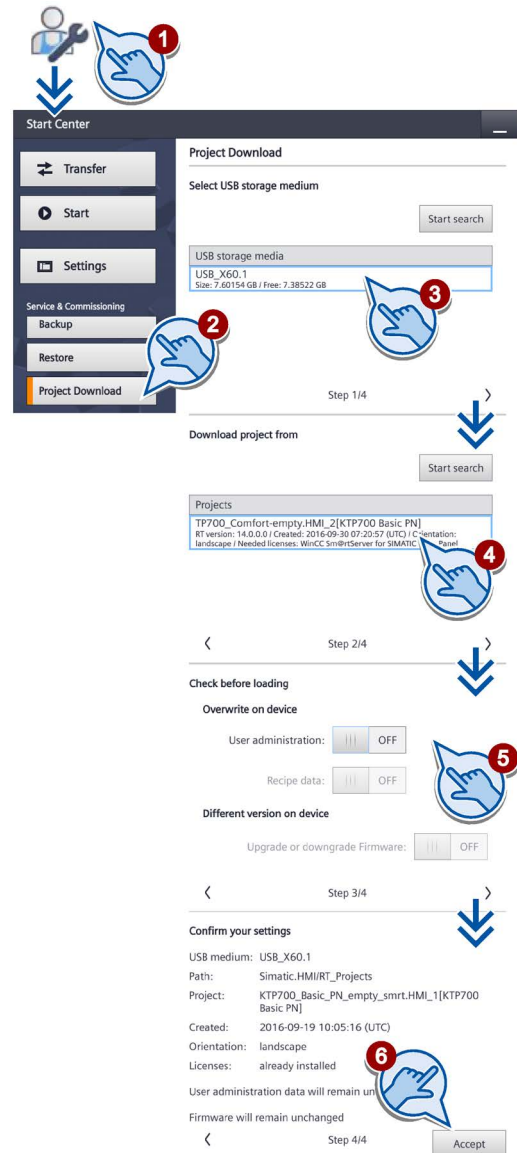 1
Start Center
Transfer
Start
Settings
Service & Commissioning
Backup
2
Restore
Project Download
Project Download
Select USB storage medium
Start search
USB storage media
USB_X60.1
Size: 7.60154 GB / Free: 7.38522 GB
3
Step 1/4
Download project from
Start search
Projects
TP700_Comfort-empty.HMI_2[KTP700 Basic PN]
RT version: 14.0.0.0 / Created: 2016-09-30 07:20:57 (UTC) / Orientation:
landscape / Needed licenses: WinCC Sm@rtServer for SIMATIC Panel
4
Step 2/4
Check before loading
Overwrite on device
User administration: OFF
5
Recipe data: OFF
Different version on device
Upgrade or downgrade Firmware: OFF
Step 3/4
Confirm your settings
USB medium: USB_X60.1
Path: Simatic.HMI/RT_Projects
Project: KTP700_Basic_PN_empty_smrt.HMI_1[KTP700
Basic PN]
Created: 2016-09-19 10:05:16 (UTC)
Orientation: landscape
6
Licenses: already installed
User administration data will remain un
Firmware will remain unchanged
Step 4/4
Accept